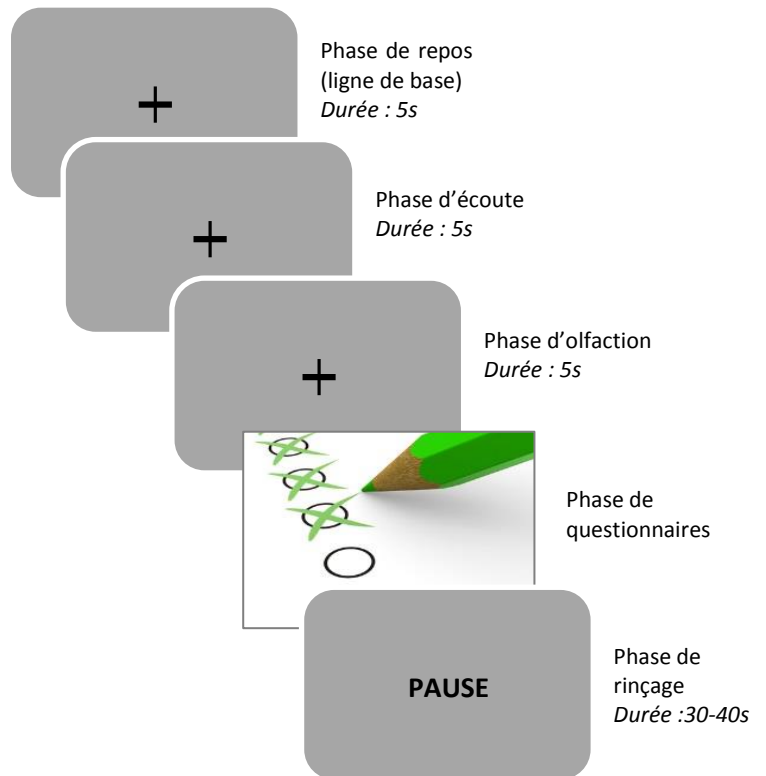 Phase de repos
(ligne de base)
Durée : 5s
Phase d'écoute
Durée : 5s
Phase d'olfaction
Durée : 5s
Phase de
questionnaires
PAUSE
Phase de
rinçage
Durée :30-40s